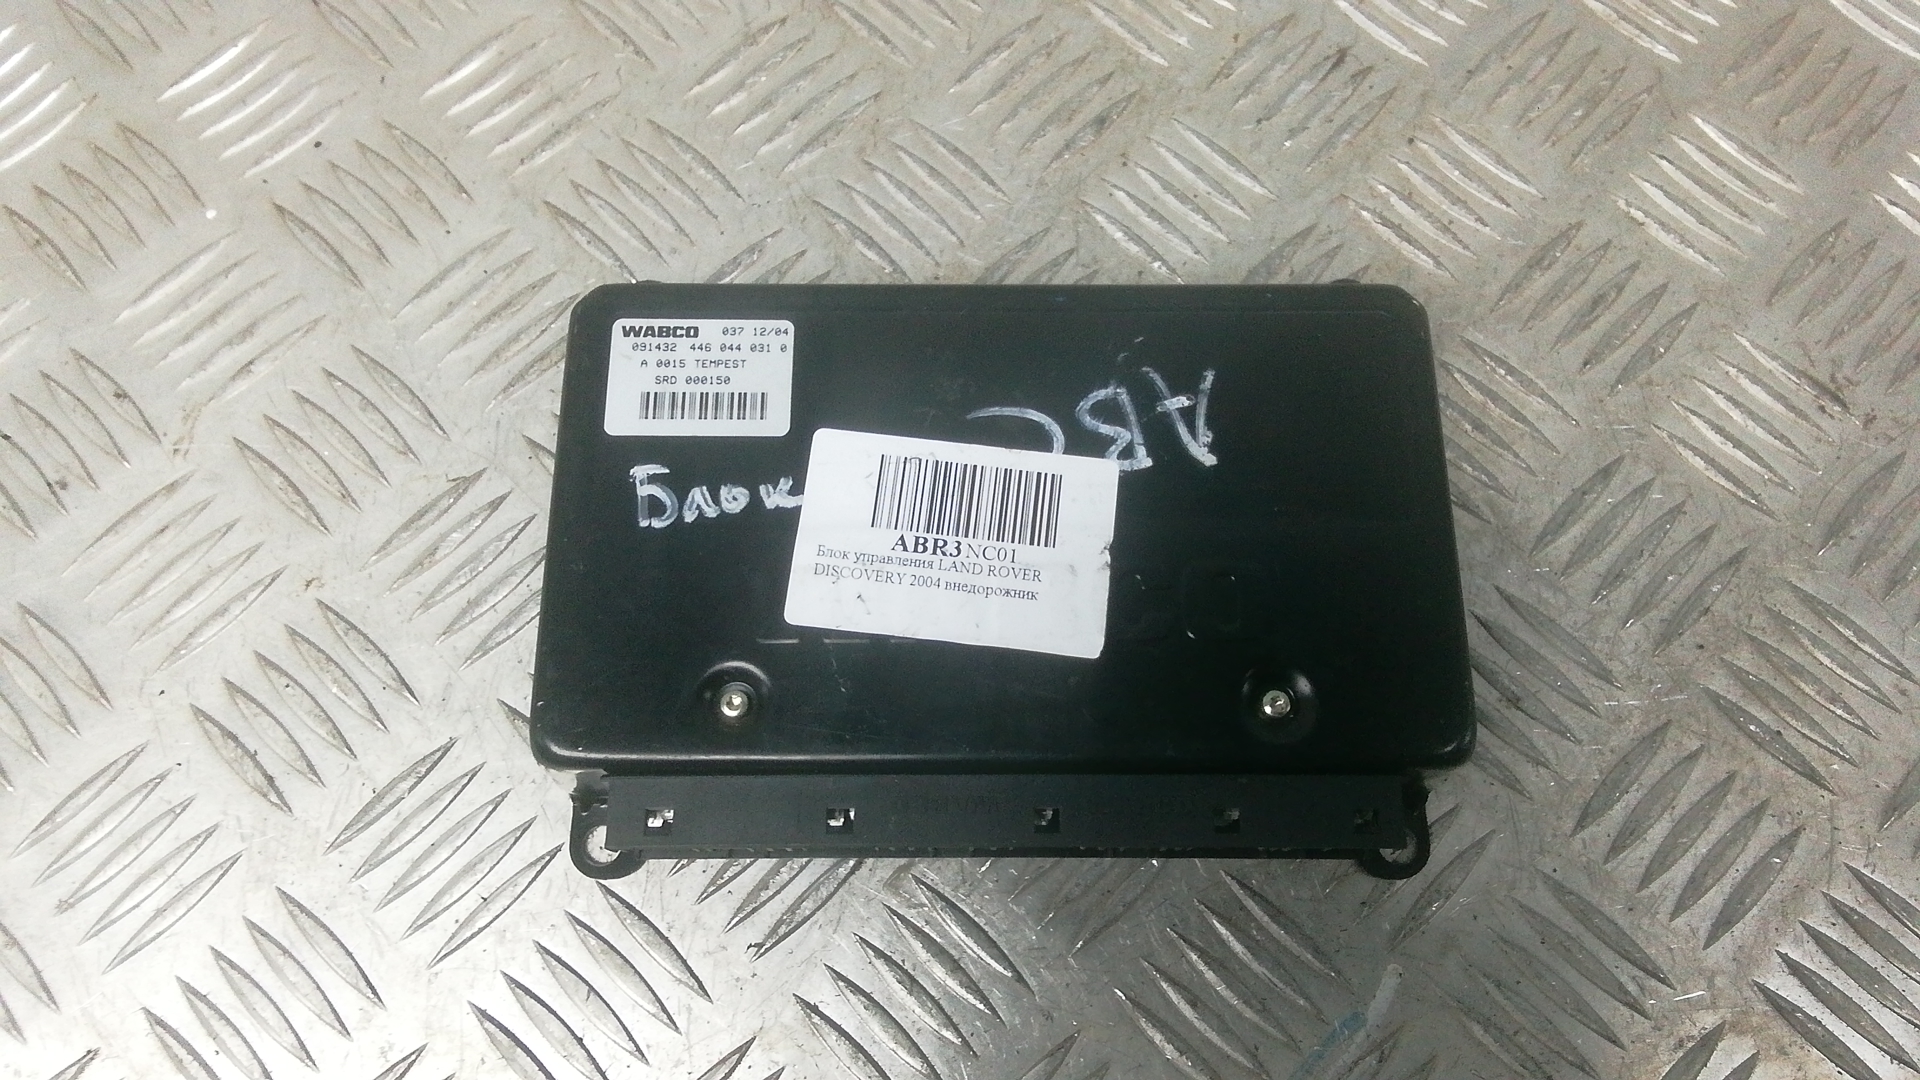 WABCO 037 12/04
091432 446 044 031 0
A 0015 TEMPEST
SRD 000150
АБС
Блок
ABR3NC01
Блок управления LAND ROVER
DISCOVERY 2004 внедорожник